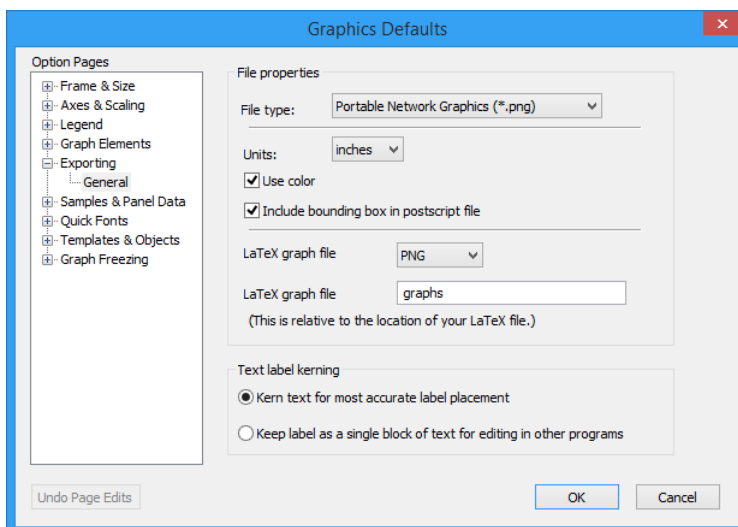 Graphics Defaults
Option Pages
Frame & Size
Axes & Scaling
Legend
Graph Elements
Exporting
General
Samples & Panel Data
Quick Fonts
Templates & Objects
Graph Freezing
File properties
File type: Portable Network Graphics (*.png)
Units: inches
Use color
Include bounding box in postscript file
LaTeX graph file PNG
LaTeX graph file graphs
(This is relative to the location of your LaTeX file.)
Text label kerning
Kern text for most accurate label placement
Keep label as a single block of text for editing in other programs
Undo Page Edits OK Cancel